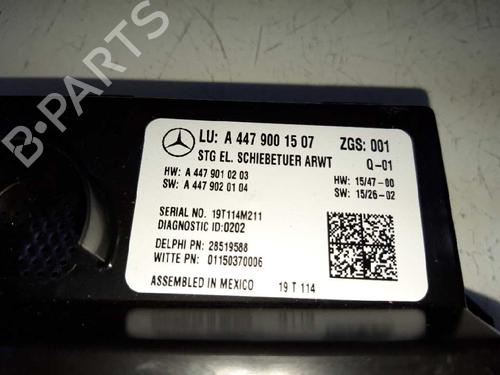 LU: A 447 900 15 07 ZGS: 001
STG EL. SCHIEBETUER ARWT Q-01
HW: A 447 901 02 03 HW: 15/47-00
SW: A 447 902 01 04 SW: 15/26-02
SERIAL NO. 19T114M211
DIAGNOSTIC ID:0202
DELPHI PN: 28519588
WITTE PN: 01150370006
ASSEMBLED IN MEXICO 19 T 114
B PARTS